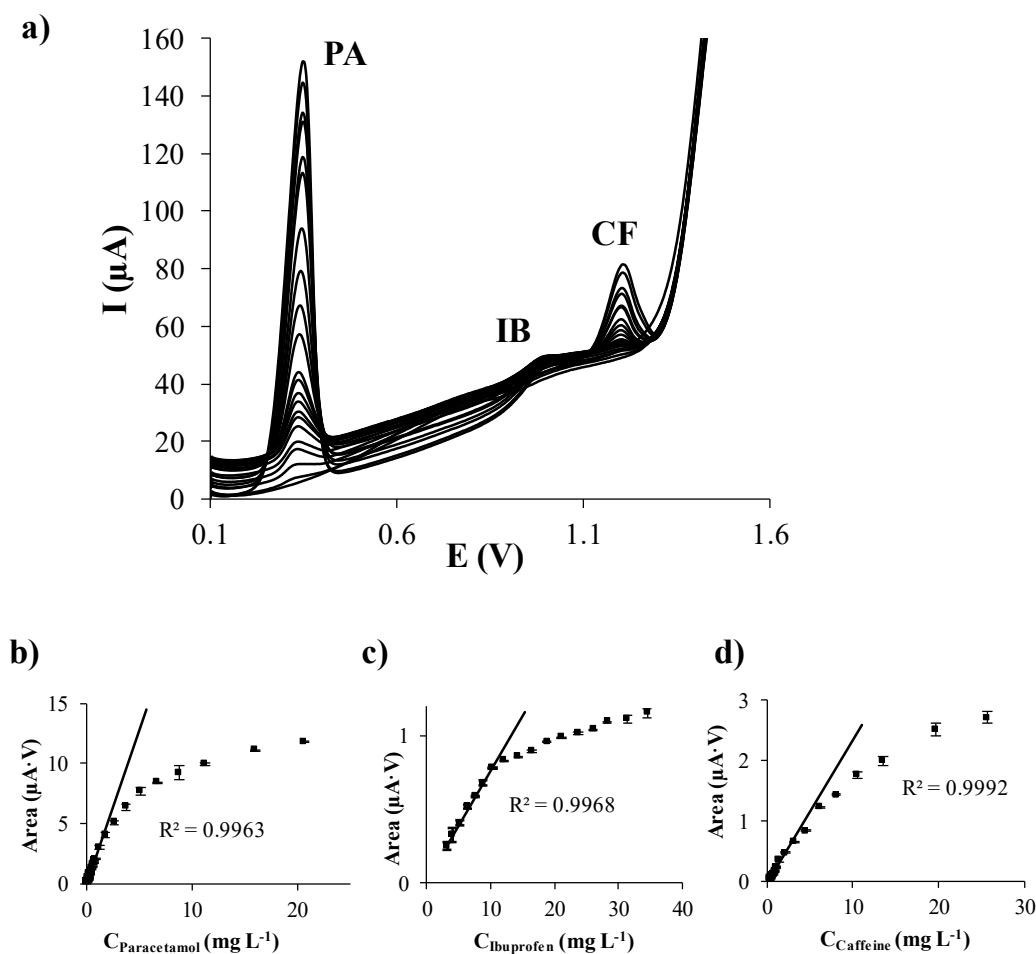 a)
160
140
120
100
80
60
40
20
0
I (µA)
PA
IB
CF
0.1 0.6 1.1 1.6
E (V)
b)
15
10
5
0
Area (µA·V)
R² = 0.9963
0 10 20
C_Paracetamol (mg L⁻¹)
c)
1
0
Area (µA·V)
R² = 0.9968
0 10 20 30 40
C_Ibuprofen (mg L⁻¹)
d)
3
2
1
0
Area (µA·V)
R² = 0.9992
0 10 20 30
C_Caffeine (mg L⁻¹)